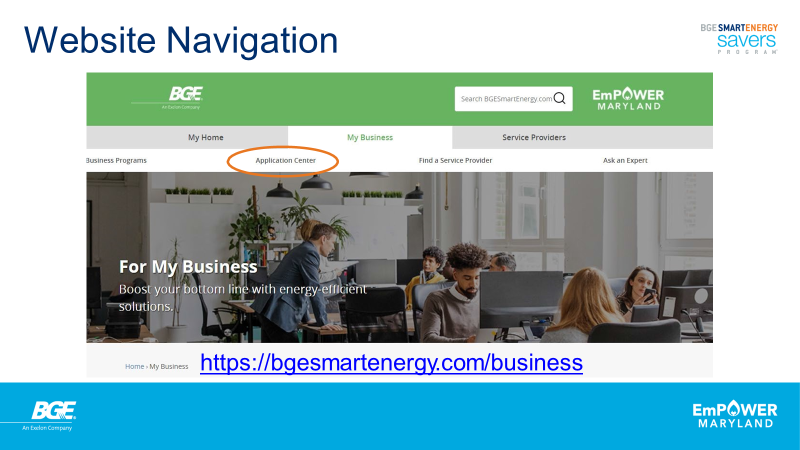 Website Navigation
BGE SMARTENERGY
savers
PROGRAM
BGE
An Exelon Company
Search BGESmartEnergy.com
EmPOWER
MARYLAND
My Home
My Business
Service Providers
Business Programs
Application Center
Find a Service Provider
Ask an Expert
For My Business
Boost your bottom line with energy-efficient
solutions.
Home › My Business
https://bgesmartenergy.com/business
BGE
An Exelon Company
EmPOWER
MARYLAND